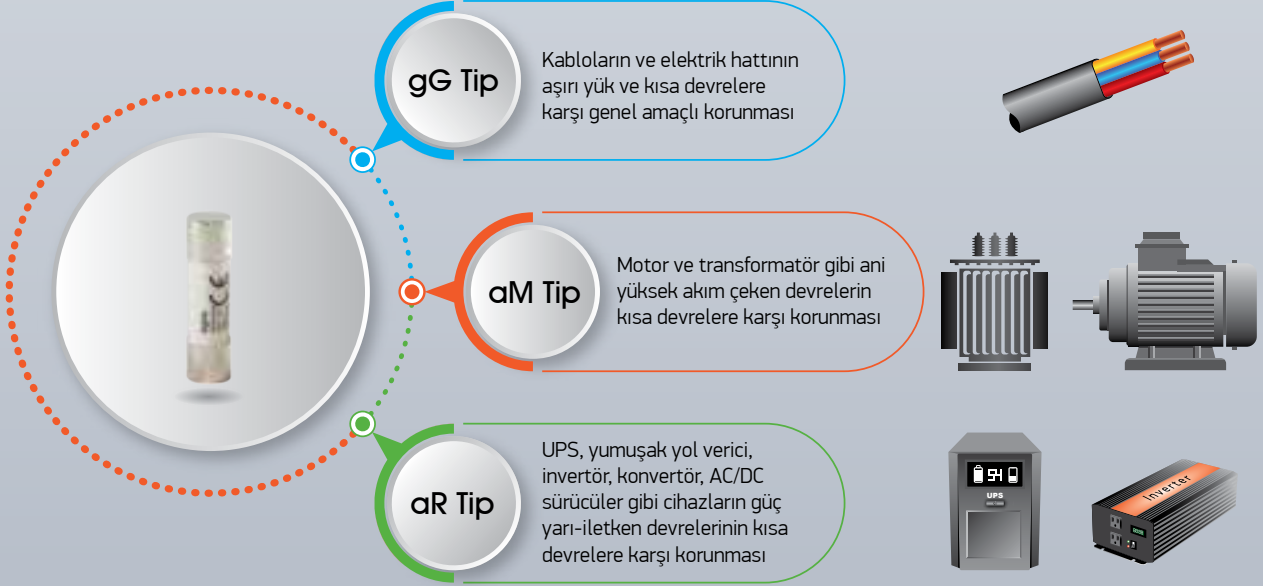 gG Tip
Kabloların ve elektrik hattının
aşırı yük ve kısa devrelere
karşı genel amaçlı korunması
aM Tip
Motor ve transformatör gibi ani
yüksek akım çeken devrelerin
kısa devrelere karşı korunması
aR Tip
UPS, yumuşak yol verici,
invertör, konvertör, AC/DC
sürücüler gibi cihazların güç
yarı-iletken devrelerinin kısa
devrelere karşı korunması
94
UPS
Inverter